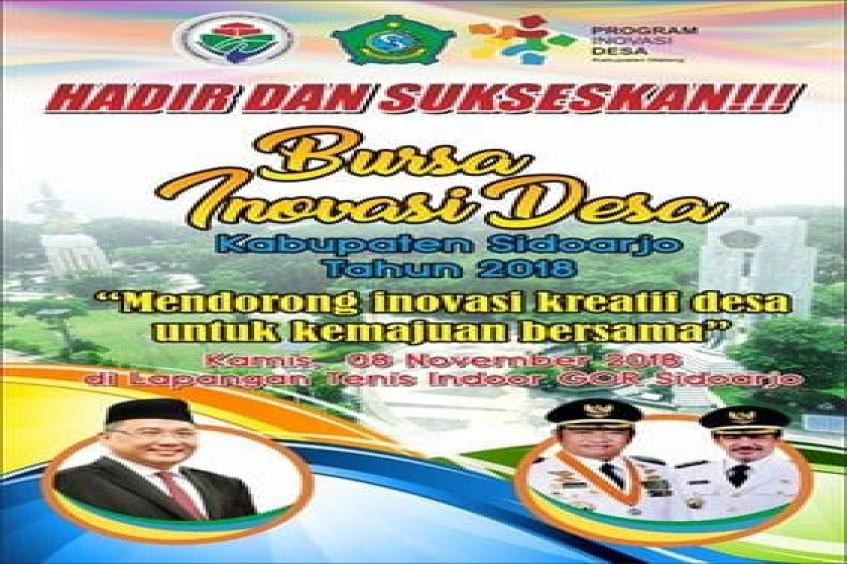 PROGRAM
INOVASI
DESA
HADIR DAN SUKSESKAN!!!
Bursa
Inovasi Desa
Kabupaten Sidoarjo
Tahun 2018
"Mendorong inovasi kreatif desa
untuk kemajuan bersama"
Kamis, 08 November 2018
di Lapangan Tenis Indoor GOR Sidoarjo